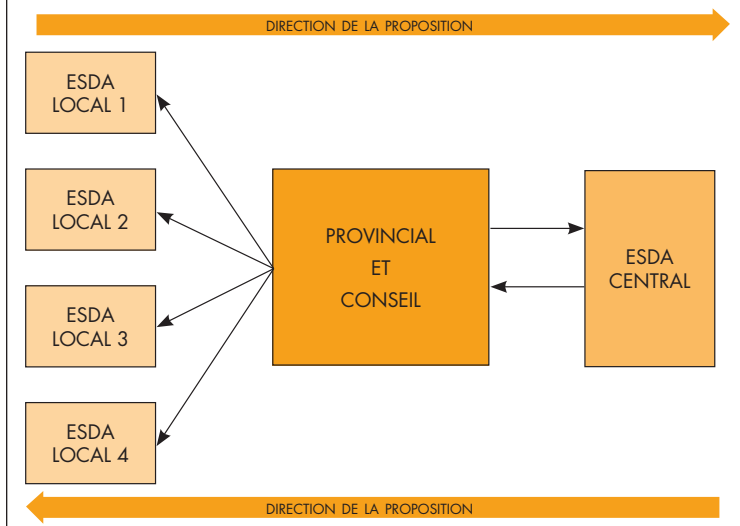 DIRECTION DE LA PROPOSITION
ESDA
LOCAL 1
ESDA
LOCAL 2
ESDA
LOCAL 3
ESDA
LOCAL 4
PROVINCIAL
ET
CONSEIL
ESDA
CENTRAL
DIRECTION DE LA PROPOSITION